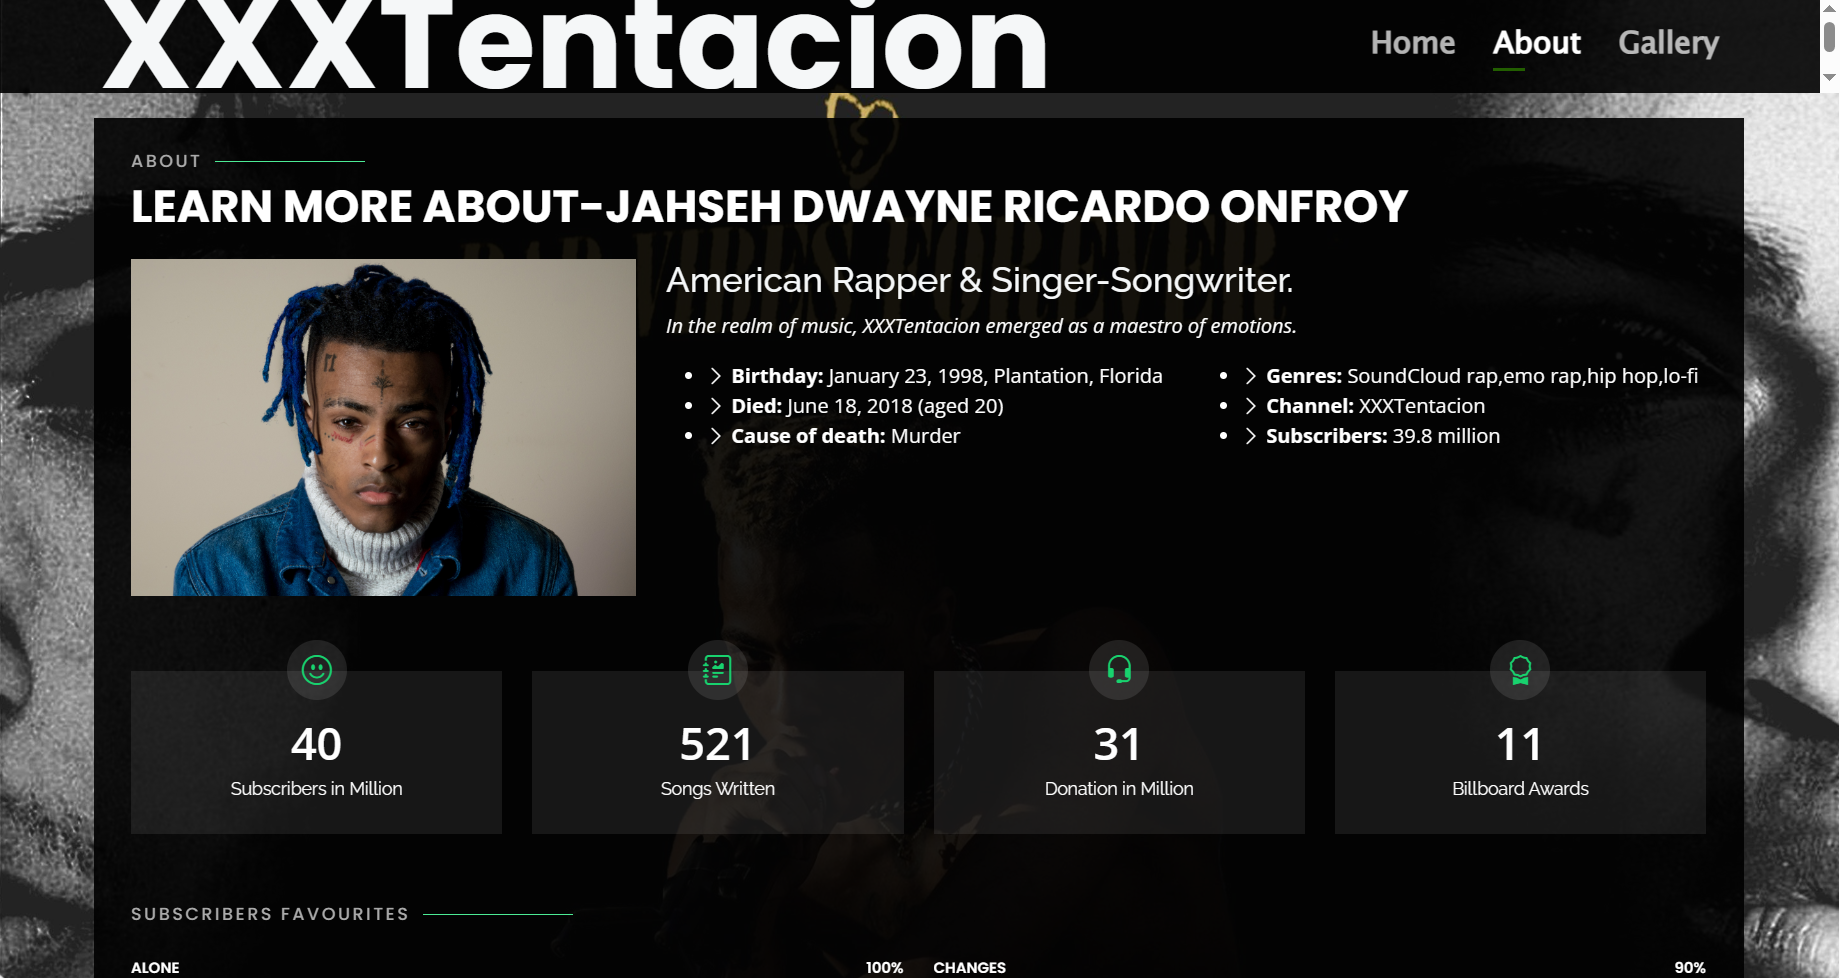 XXXTentacion
Home About Gallery
ABOUT
LEARN MORE ABOUT-JAHSEH DWAYNE RICARDO ONFROY
BAD VIBES FOREVER
American Rapper & Singer-Songwriter.
In the realm of music, XXXTentacion emerged as a maestro of emotions.
Birthday: January 23, 1998, Plantation, Florida
Died: June 18, 2018 (aged 20)
Cause of death: Murder
Genres: SoundCloud rap,emo rap,hip hop,lo-fi
Channel: XXXTentacion
Subscribers: 39.8 million
40
Subscribers in Million
521
Songs Written
31
Donation in Million
11
Billboard Awards
SUBSCRIBERS FAVOURITES
ALONE 100%
CHANGES 90%